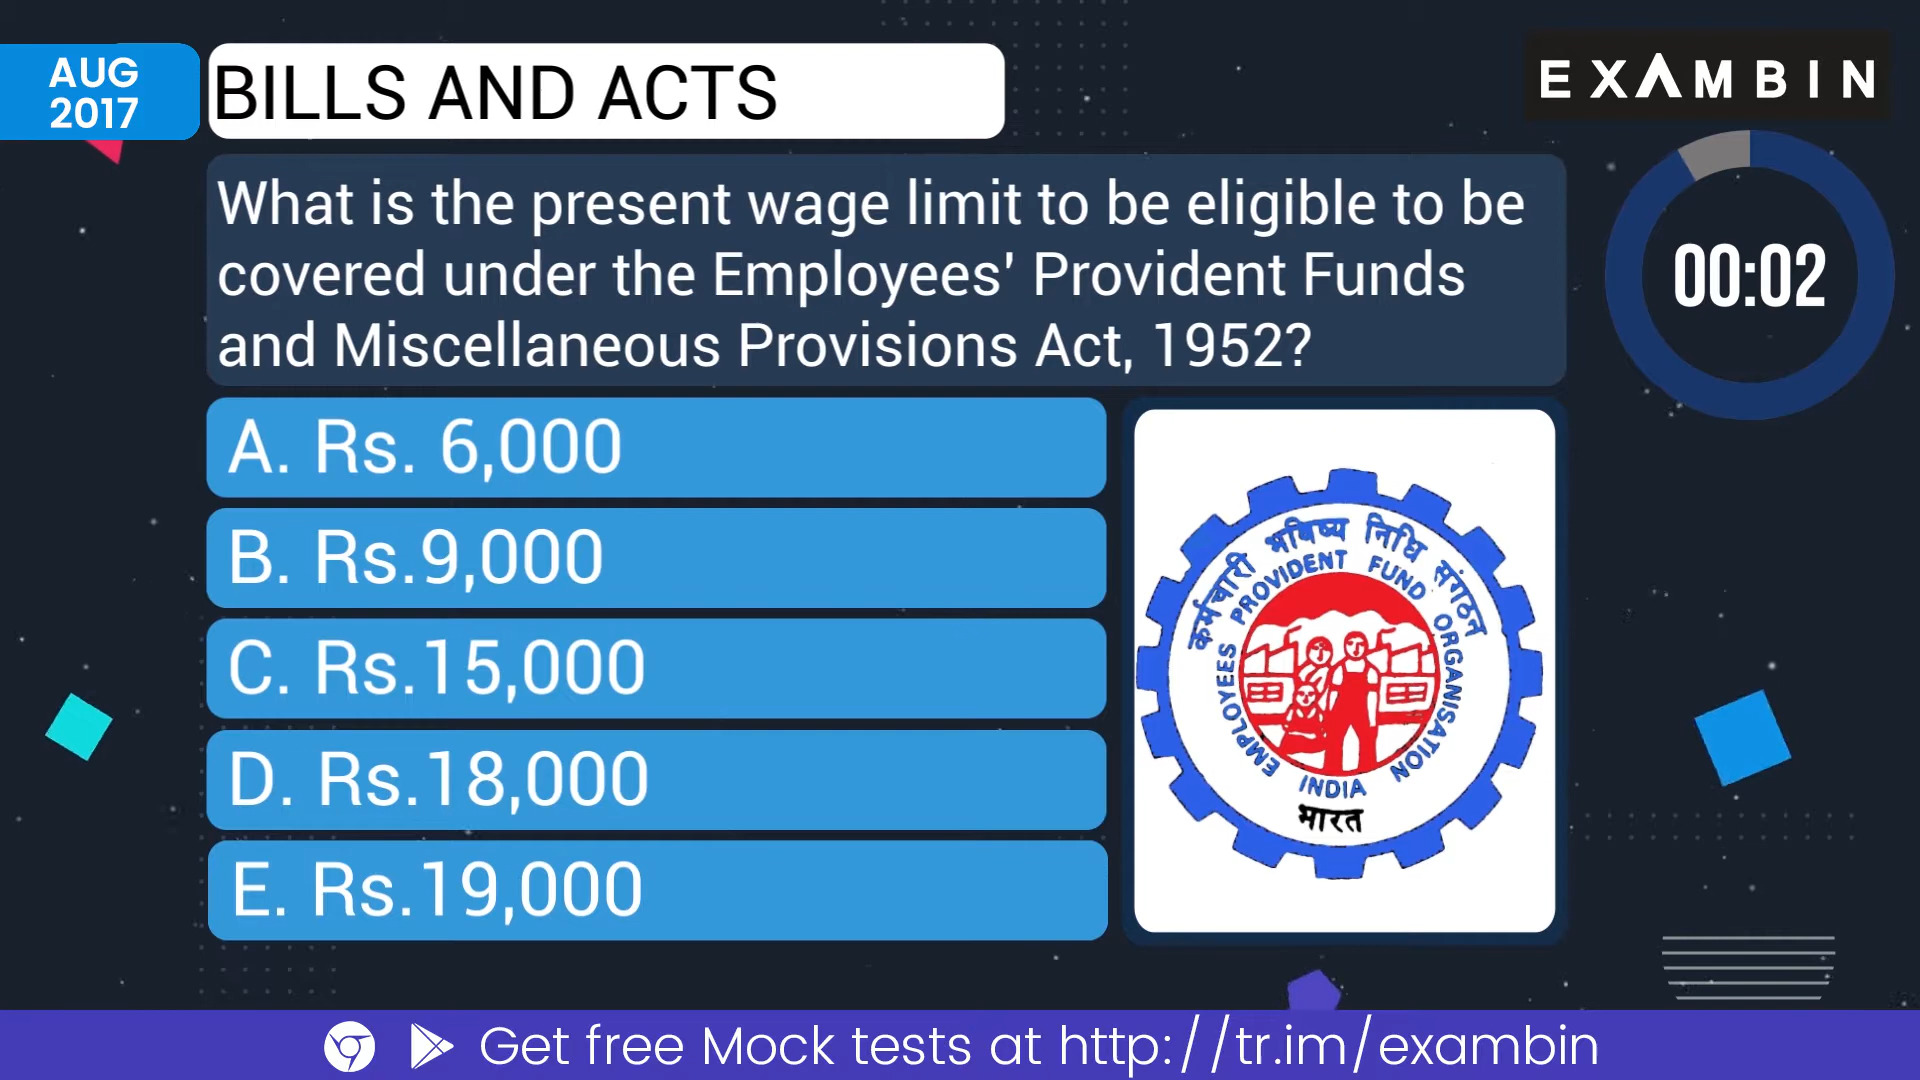 AUG
2017
BILLS AND ACTS
EXAMBIN
What is the present wage limit to be eligible to be
covered under the Employees' Provident Funds
and Miscellaneous Provisions Act, 1952?
00:02
A. Rs. 6,000
B. Rs.9,000
C. Rs.15,000
D. Rs.18,000
E. Rs.19,000
कर्मचारी भविष्य निधि संगठन
EMPLOYEES PROVIDENT FUND ORGANISATION
INDIA
भारत
Get free Mock tests at http://tr.im/exambin